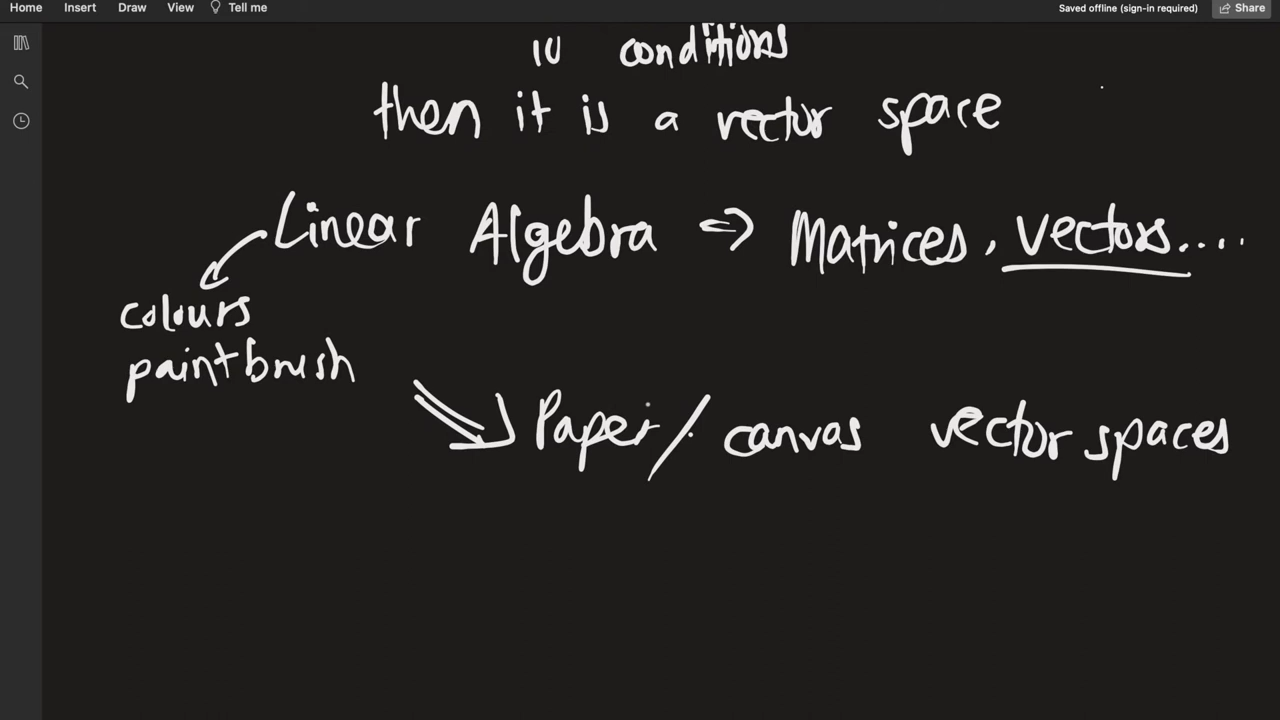 Home Insert Draw View Tell me Saved offline (sign-in required) Share
10 conditions
then it is a vector space
Linear Algebra => Matrices, vectors....
colours
paintbrush
Paper/ canvas vector spaces